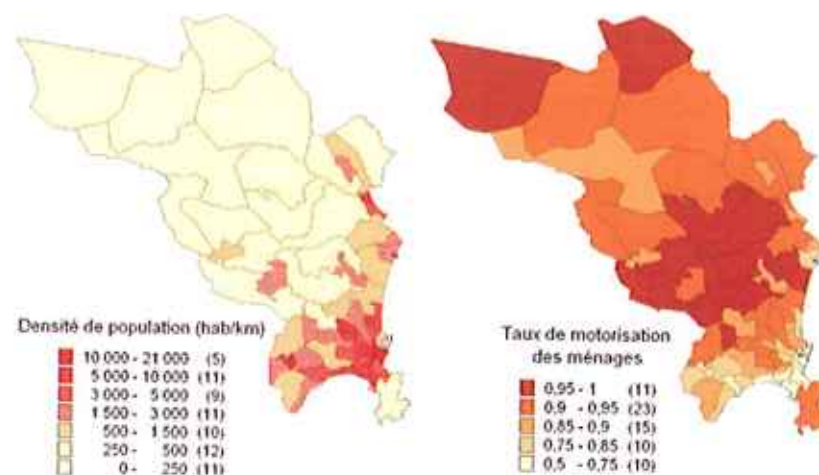 Densité de population (hab/km)
10 000 - 21 000 (5)
5 000 - 10 000 (11)
3 000 - 5 000 (9)
1 500 - 3 000 (11)
500 - 1 500 (10)
250 - 500 (12)
0 - 250 (11)
Taux de motorisation
des ménages
0,95 - 1 (11)
0,9 - 0,95 (23)
0,85 - 0,9 (15)
0,75 - 0,85 (10)
0,5 - 0,75 (10)